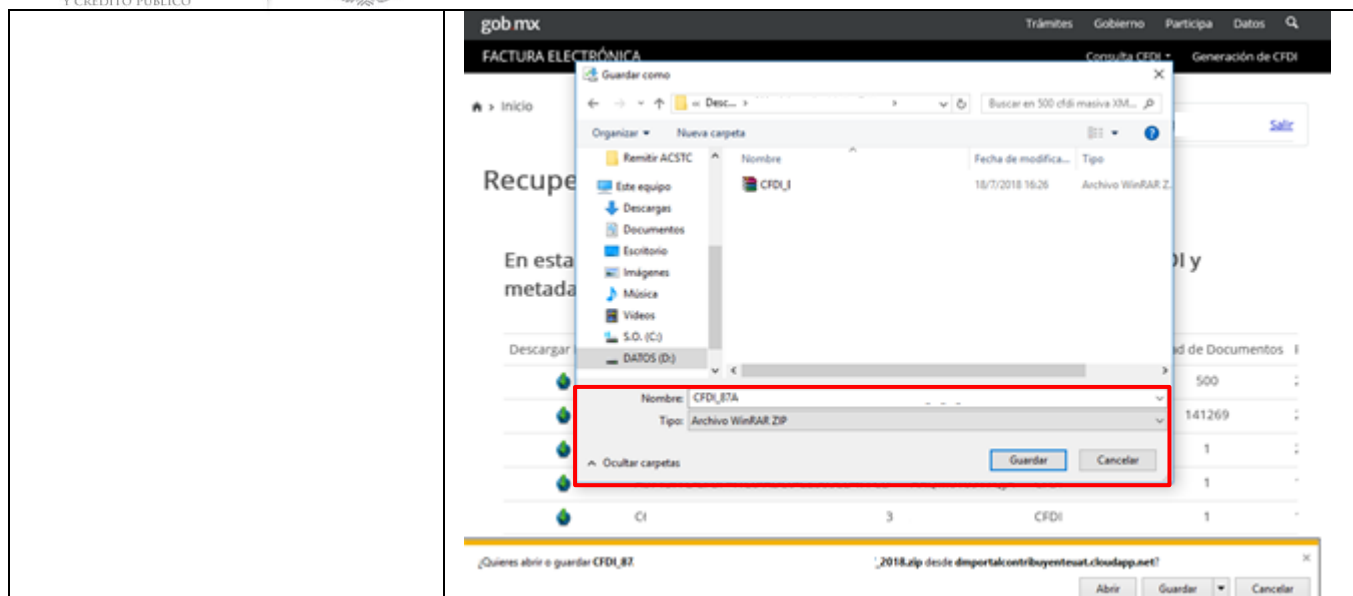 Y CRÉDITO PÚBLICO
gob mx Trámites Gobierno Participa Datos
FACTURA ELECTRÓNICA Consulta CFDI Generación de CFDI
Guardar como
Inicio
« Desc... › Buscar en 500 cfdi masiva XM...
Organizar Nueva carpeta
Salir
Remitir ACSTC Nombre Fecha de modifica... Tipo
Recupe Este equipo CFDI_I 18/7/2018 16:26 Archivo WinRAR Z...
Descargas
Documentos
Escritorio
En esta DI y
Imágenes
metada Música
Vídeos
S.O. (C:)
Descargar DATOS (D:) d de Documentos
500
Nombre: CFDI_87A
141269
Tipo: Archivo WinRAR ZIP
1
Ocultar carpetas Guardar Cancelar
1
CI 3 CFDI 1
¿Quieres abrir o guardar CFDI_87 _2018.zip desde dmportalcontribuyenteuat.cloudapp.net?
Abrir Guardar Cancelar